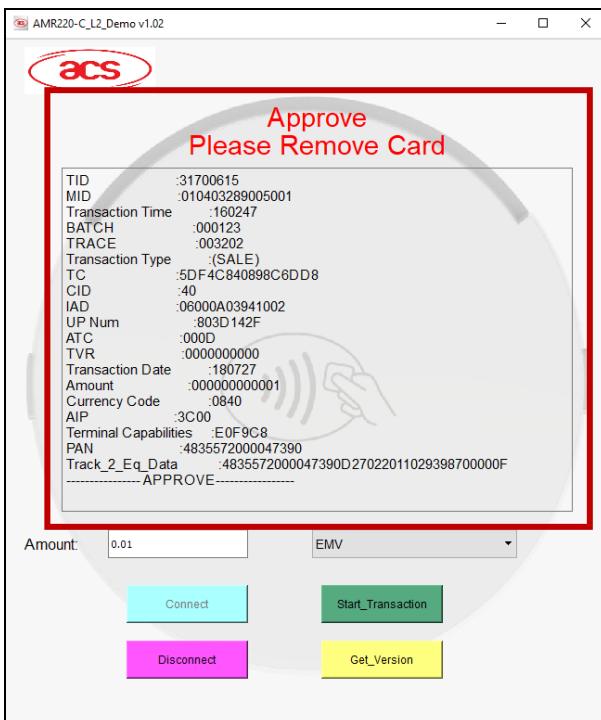 AMR220-C_L2_Demo v1.02
acs
Approve
Please Remove Card
TID :31700615
MID :010403289005001
Transaction Time :160247
BATCH :000123
TRACE :003202
Transaction Type :(SALE)
TC :5DF4C840898C6DD8
CID :40
IAD :06000A03941002
UP Num :803D142F
ATC :000D
TVR :0000000000
Transaction Date :180727
Amount :000000000001
Currency Code :0840
AIP :3C00
Terminal Capabilities :E0F9C8
PAN :4835572000047390
Track_2_Eq_Data :4835572000047390D27022011029398700000F
----------------APPROVE-----------------
Amount: 0.01 EMV
Connect Start_Transaction
Disconnect Get_Version